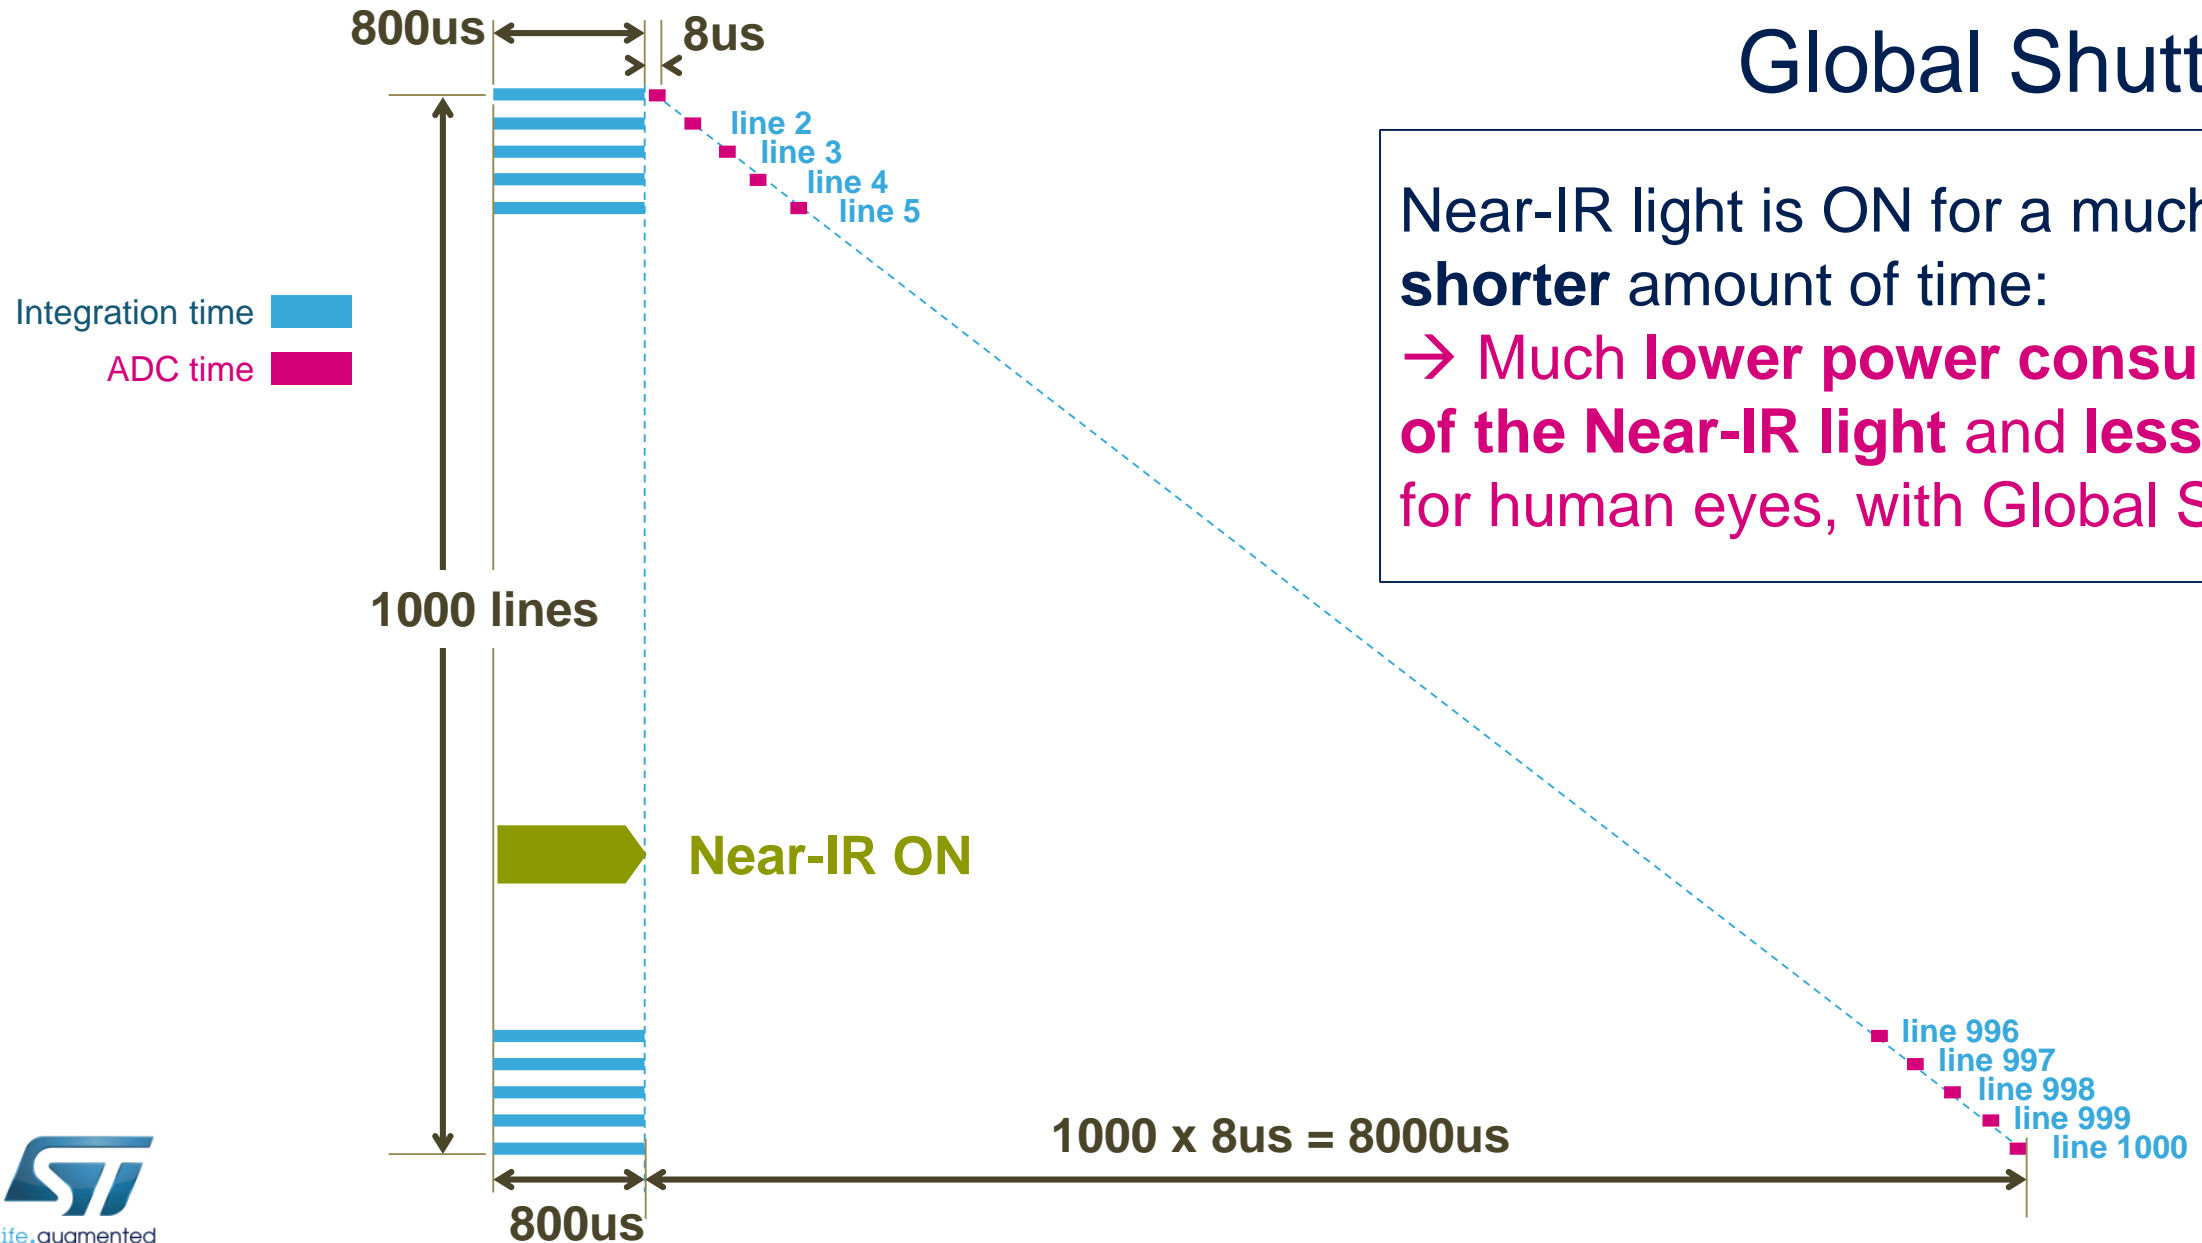 800us
8us
Global Shutt
line 2
line 3
line 4
line 5
Near-IR light is ON for a much
shorter amount of time:
→ Much lower power consu
of the Near-IR light and less
for human eyes, with Global S
Integration time
ADC time
1000 lines
Near-IR ON
line 996
line 997
line 998
line 999
line 1000
1000 x 8us = 8000us
800us
ST
ife.augmented